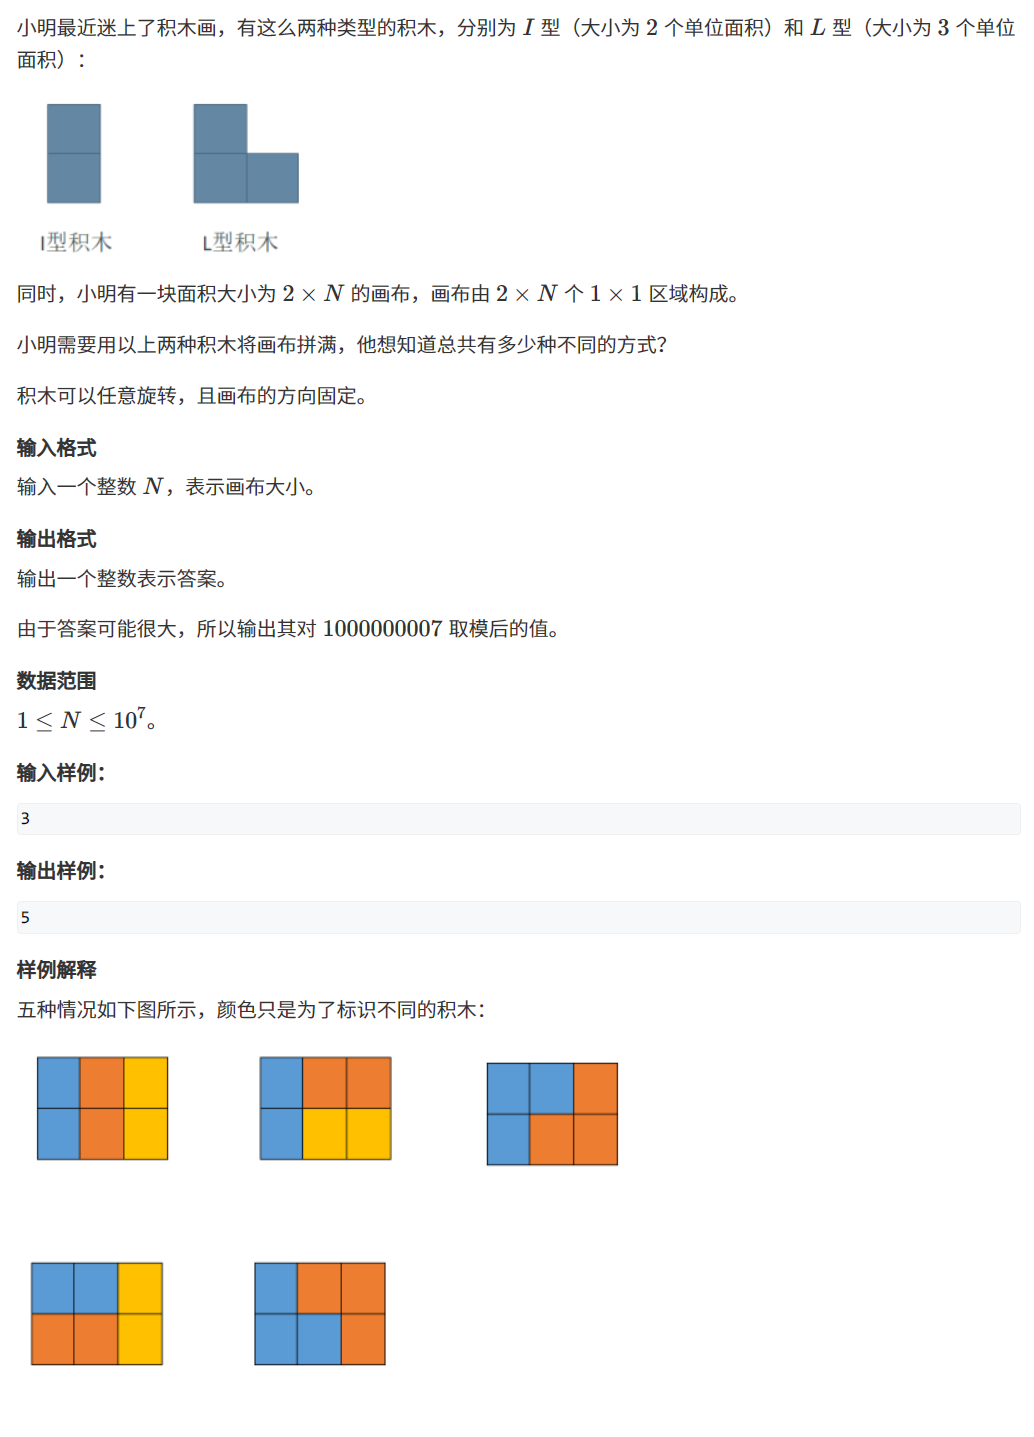 小明最近迷上了积木画，有这么两种类型的积木，分别为 I 型（大小为 2 个单位面积）和 L 型（大小为 3 个单位
面积）：
I型积木 L型积木
同时，小明有一块面积大小为 2 × N 的画布，画布由 2 × N 个 1 × 1 区域构成。
小明需要用以上两种积木将画布拼满，他想知道总共有多少种不同的方式？
积木可以任意旋转，且画布的方向固定。
输入格式
输入一个整数 N，表示画布大小。
输出格式
输出一个整数表示答案。
由于答案可能很大，所以输出其对 1000000007 取模后的值。
数据范围
1 ≤ N ≤ 10⁷。
输入样例：
3
输出样例：
5
样例解释
五种情况如下图所示，颜色只是为了标识不同的积木：